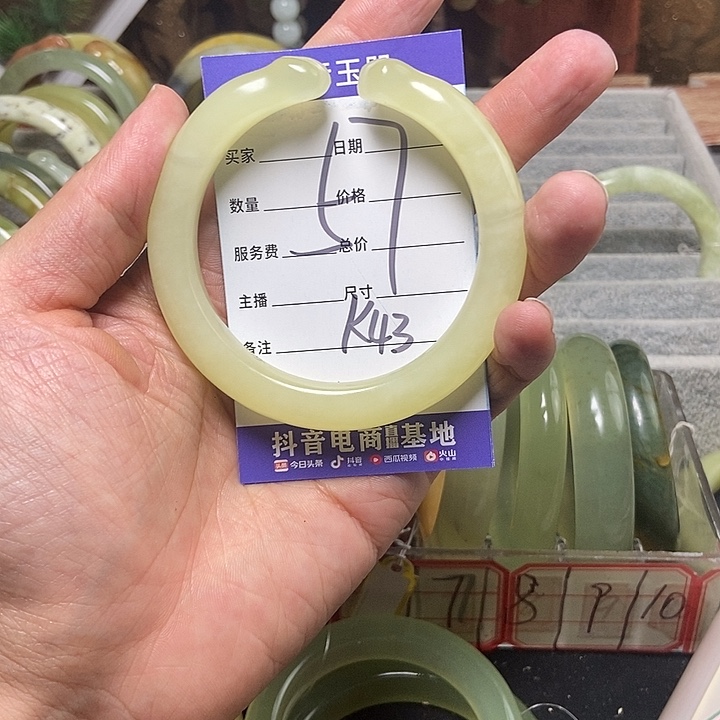 玉器
买家 日期
57
数量 价格
服务费 总价
主播 尺寸
K43
备注
抖音电商直播基地
今日头条 抖音 西瓜视频 火山
7 8 9 10